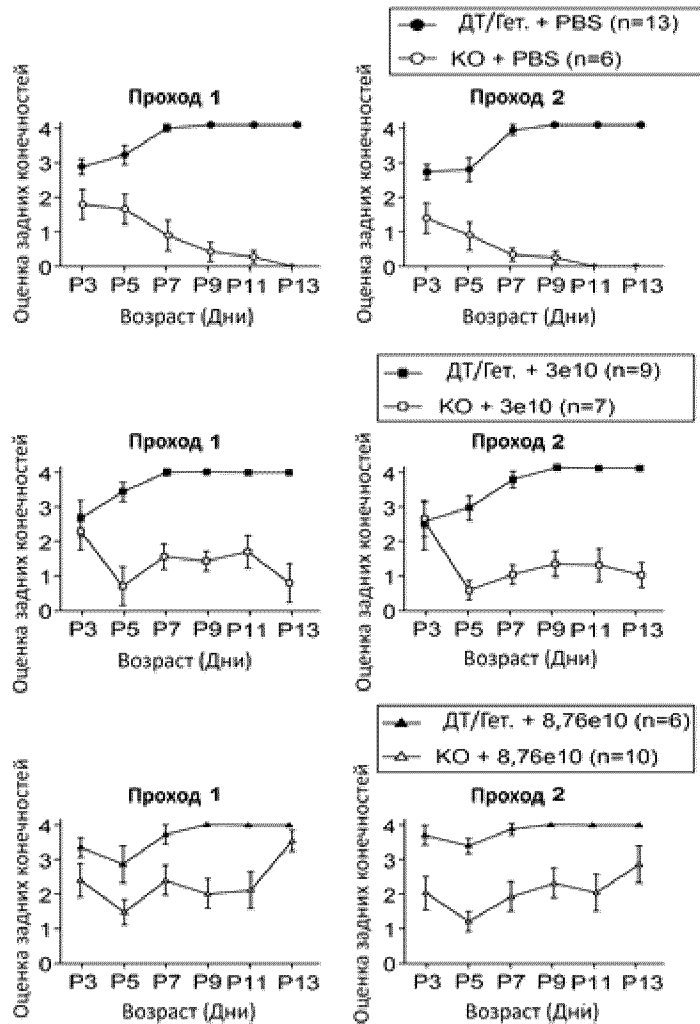 ДТ/Гет. + PBS (n=13)
KO + PBS (n=6)
Проход 1
Проход 2
Оценка задних конечностей
4
3
2
1
0
P3 P5 P7 P9 P11 P13
Возраст (Дни)
Оценка задних конечностей
4
3
2
1
0
P3 P5 P7 P9 P11 P13
Возраст (Дни)
ДТ/Гет. + 3e10 (n=9)
KO + 3e10 (n=7)
Проход 1
Проход 2
Оценка задних конечностей
4
3
2
1
0
P3 P5 P7 P9 P11 P13
Возраст (Дни)
Оценка задних конечностей
4
3
2
1
0
P3 P5 P7 P9 P11 P13
Возраст (Дни)
ДТ/Гет. + 8,76e10 (n=6)
KO + 8,76e10 (n=10)
Проход 1
Проход 2
Оценка задних конечностей
4
3
2
1
0
P3 P5 P7 P9 P11 P13
Возраст (Дни)
Оценка задних конечностей
4
3
2
1
0
P3 P5 P7 P9 P11 P13
Возраст (Дни)